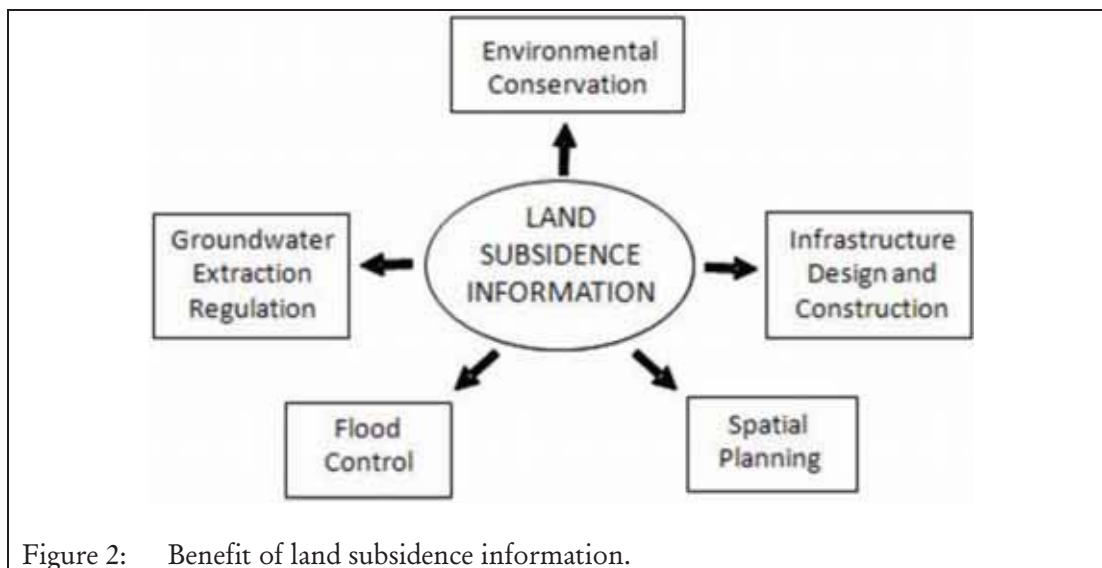 Environmental
Conservation
LAND
SUBSIDENCE
INFORMATION
Groundwater
Extraction
Regulation
Infrastructure
Design and
Construction
Flood
Control
Spatial
Planning
Figure 2: Benefit of land subsidence information.